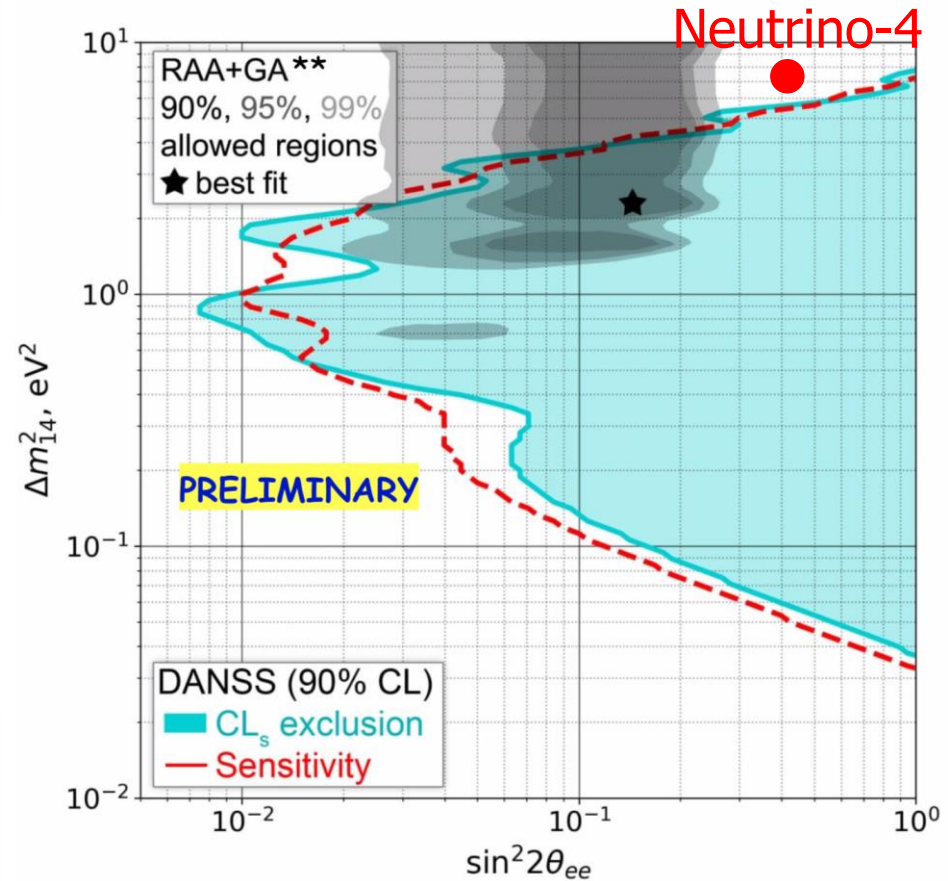 Neutrino-4
10¹
RAA+GA**
90%, 95%, 99%
allowed regions
★ best fit
10⁰
Δm²₁₄, eV²
PRELIMINARY
10⁻¹
DANSS (90% CL)
CLₛ exclusion
Sensitivity
10⁻²
10⁻² 10⁻¹ 10⁰
sin²2θₑₑ